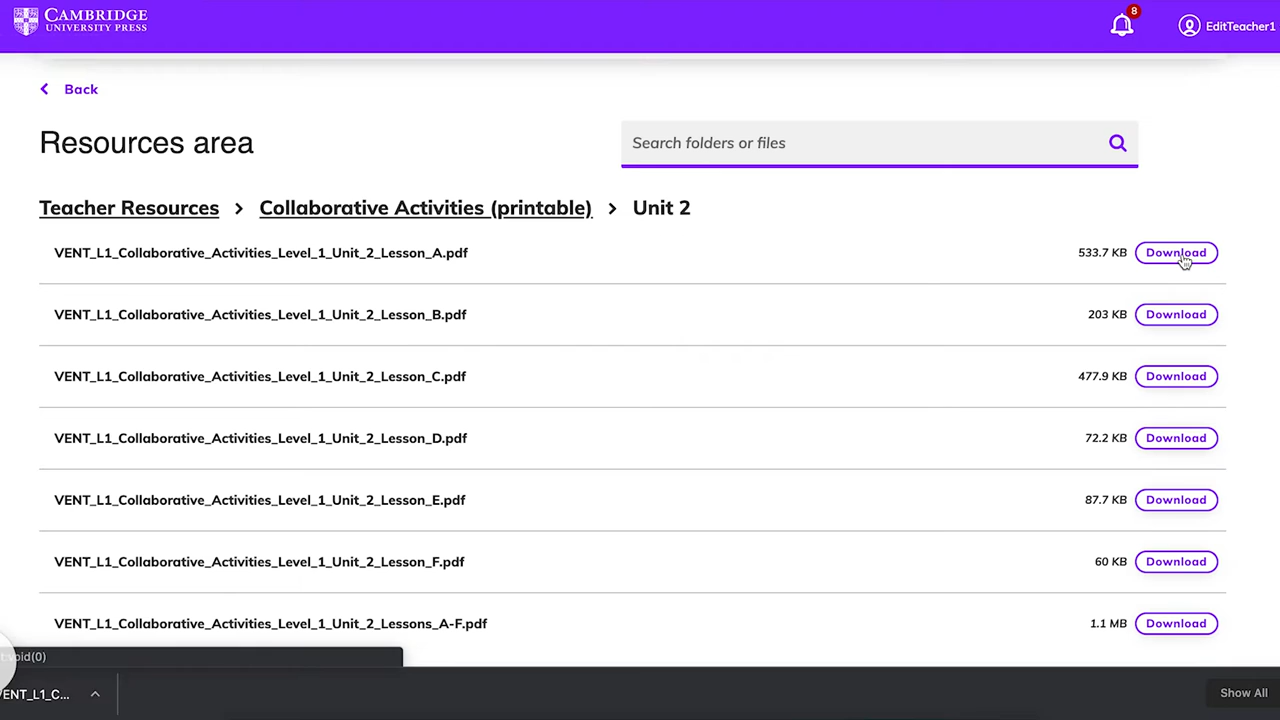 CAMBRIDGE
UNIVERSITY PRESS
8
EditTeacher1
Back
Resources area
Search folders or files
Teacher Resources > Collaborative Activities (printable) > Unit 2
VENT_L1_Collaborative_Activities_Level_1_Unit_2_Lesson_A.pdf 533.7 KB Download
VENT_L1_Collaborative_Activities_Level_1_Unit_2_Lesson_B.pdf 203 KB Download
VENT_L1_Collaborative_Activities_Level_1_Unit_2_Lesson_C.pdf 477.9 KB Download
VENT_L1_Collaborative_Activities_Level_1_Unit_2_Lesson_D.pdf 72.2 KB Download
VENT_L1_Collaborative_Activities_Level_1_Unit_2_Lesson_E.pdf 87.7 KB Download
VENT_L1_Collaborative_Activities_Level_1_Unit_2_Lesson_F.pdf 60 KB Download
VENT_L1_Collaborative_Activities_Level_1_Unit_2_Lessons_A-F.pdf 1.1 MB Download
t:void(0)
VENT_L1_C...
Show All